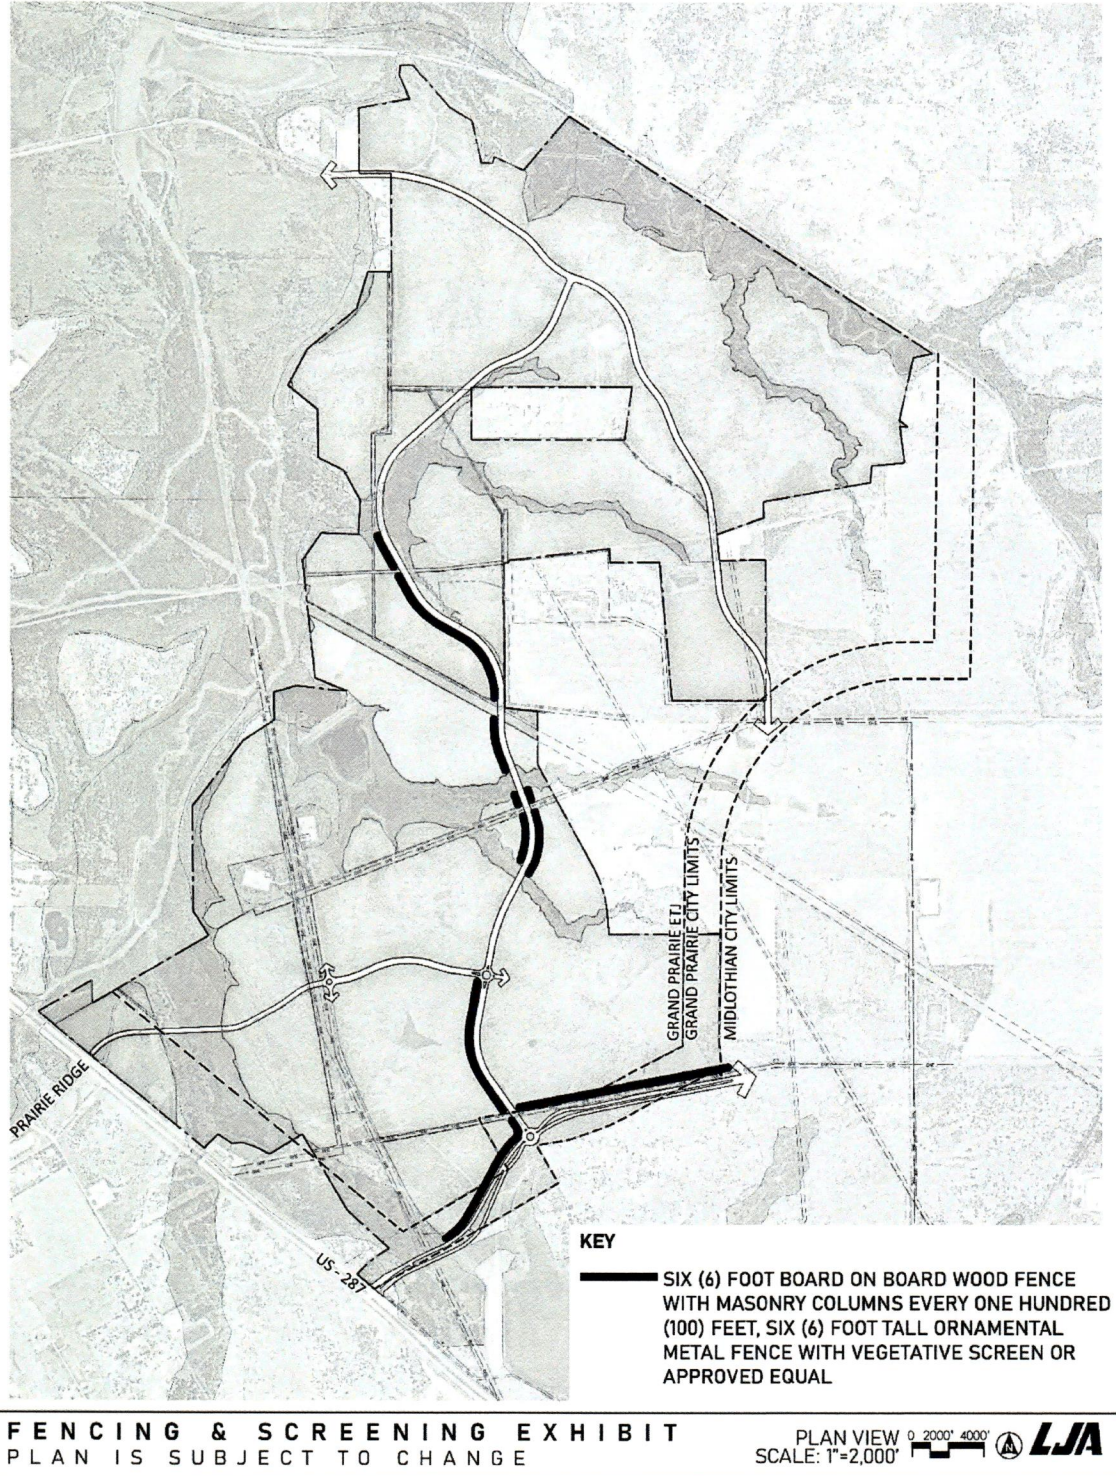 GRAND PRAIRIE ETJ
GRAND PRAIRIE CITY LIMITS
MIDLOTHIAN CITY LIMITS
PRAIRIE RIDGE
US - 287
KEY
SIX (6) FOOT BOARD ON BOARD WOOD FENCE
WITH MASONRY COLUMNS EVERY ONE HUNDRED
(100) FEET, SIX (6) FOOT TALL ORNAMENTAL
METAL FENCE WITH VEGETATIVE SCREEN OR
APPROVED EQUAL
FENCING & SCREENING EXHIBIT
PLAN IS SUBJECT TO CHANGE
PLAN VIEW 0 2000' 4000'
SCALE: 1"=2,000'
N
LJA